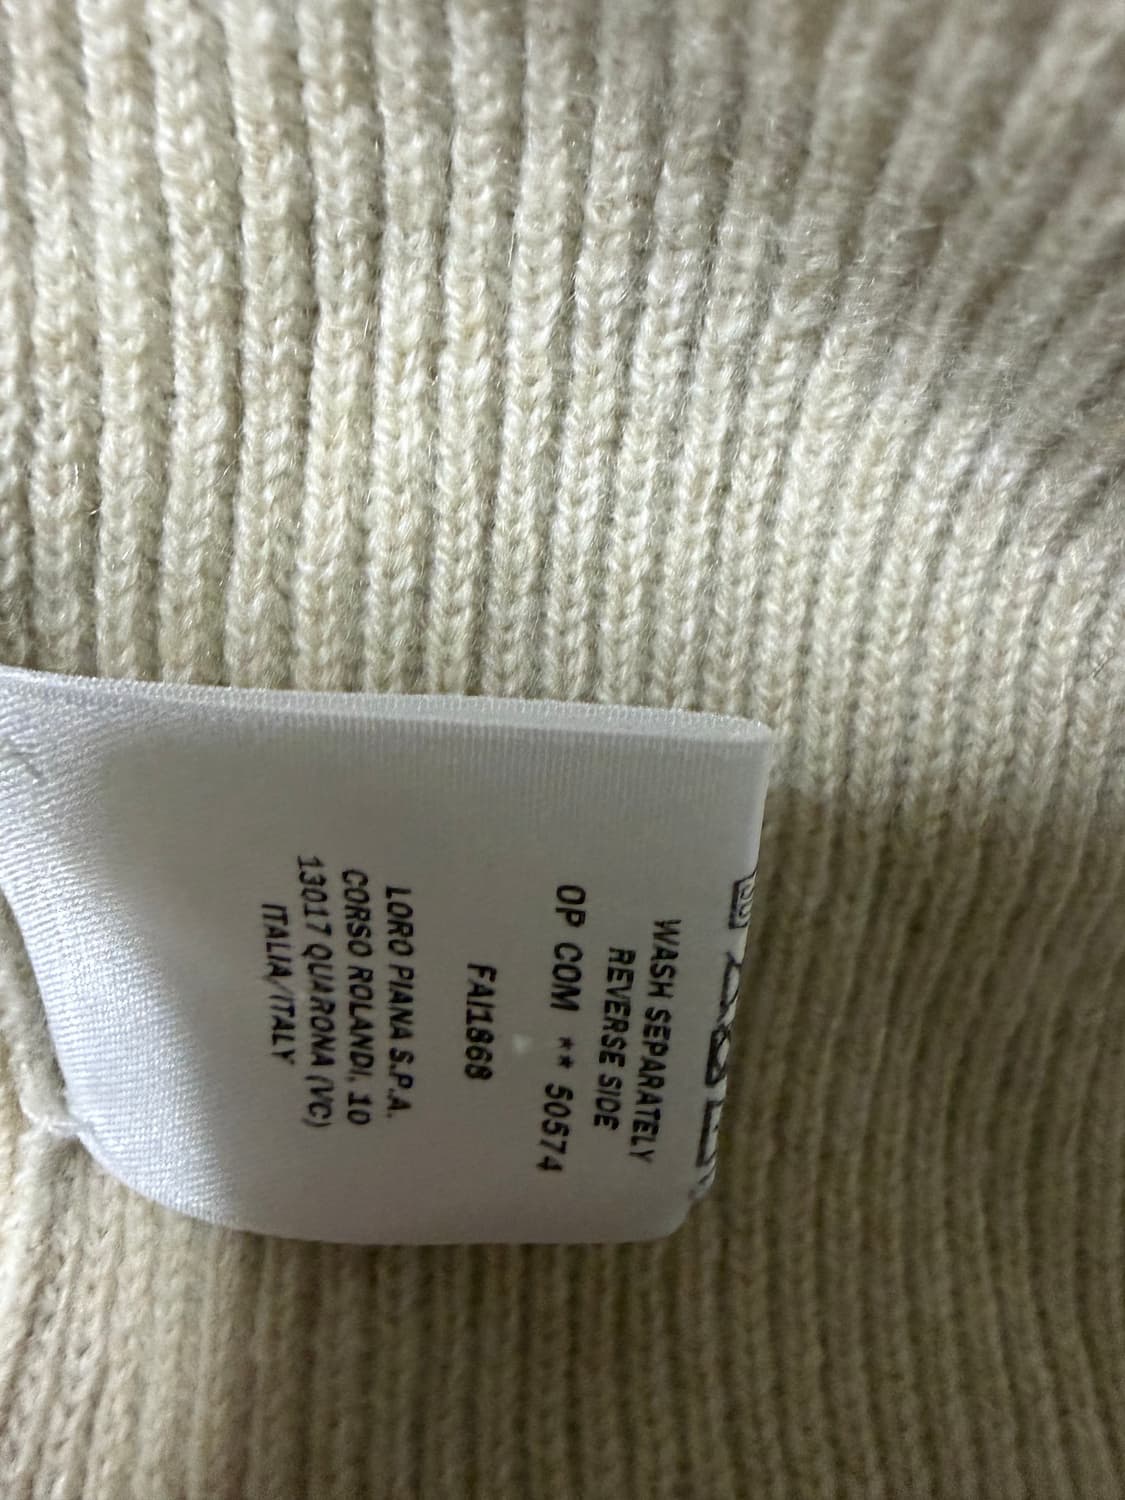 WASH SEPARATELY
REVERSE SIDE
OP COM ** 50574
FAI1868
LORO PIANA S.P.A.
CORSO ROLANDI, 10
13017 QUARONA (VC)
ITALIA/ITALY